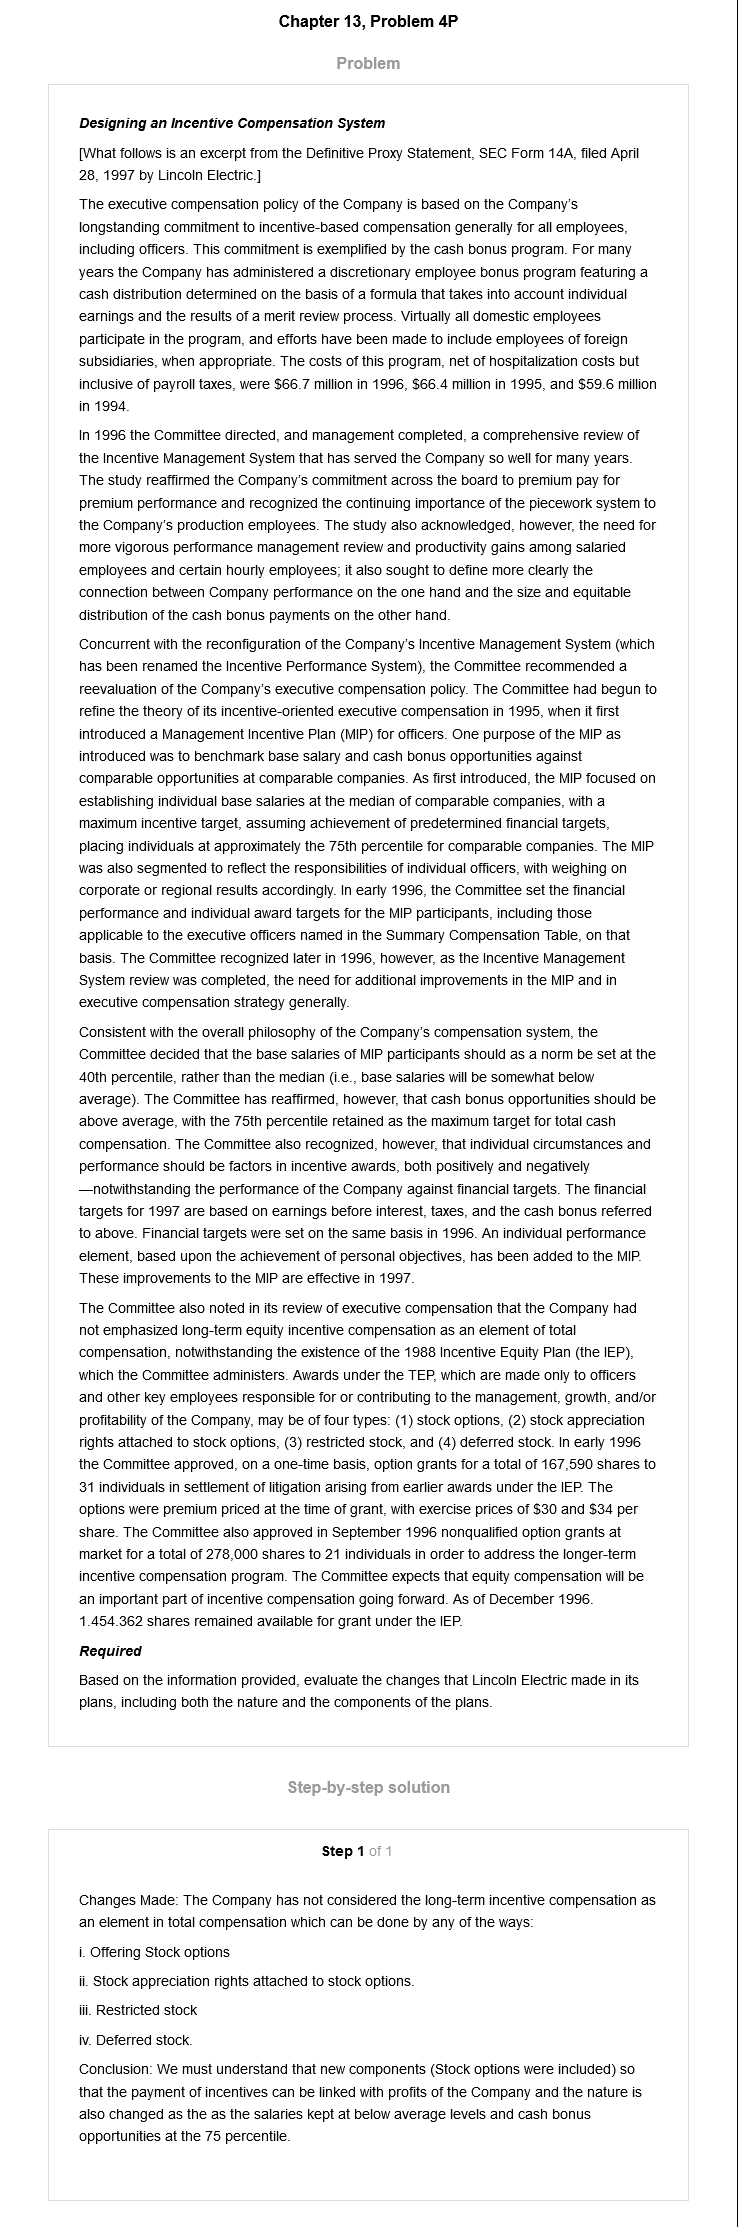 Chapter 13, Problem 4P
Problem
Designing an Incentive Compensation System
[What follows is an excerpt from the Definitive Proxy Statement, SEC Form 14A, filed April
28, 1997 by Lincoln Electric.]
The executive compensation policy of the Company is based on the Company's
longstanding commitment to incentive-based compensation generally for all employees,
including officers. This commitment is exemplified by the cash bonus program. For many
years the Company has administered a discretionary employee bonus program featuring a
cash distribution determined on the basis of a formula that takes into account individual
earnings and the results of a merit review process. Virtually all domestic employees
participate in the program, and efforts have been made to include employees of foreign
subsidiaries, when appropriate. The costs of this program, net of hospitalization costs but
inclusive of payroll taxes, were $66.7 million in 1996, $66.4 million in 1995, and $59.6 million
in 1994.
In 1996 the Committee directed, and management completed, a comprehensive review of
the Incentive Management System that has served the Company so well for many years.
The study reaffirmed the Company's commitment across the board to premium pay for
premium performance and recognized the continuing importance of the piecework system to
the Company's production employees. The study also acknowledged, however, the need for
more vigorous performance management review and productivity gains among salaried
employees and certain hourly employees; it also sought to define more clearly the
connection between Company performance on the one hand and the size and equitable
distribution of the cash bonus payments on the other hand.
Concurrent with the reconfiguration of the Company's Incentive Management System (which
has been renamed the Incentive Performance System), the Committee recommended a
reevaluation of the Company's executive compensation policy. The Committee had begun to
refine the theory of its incentive-oriented executive compensation in 1995, when it first
introduced a Management Incentive Plan (MIP) for officers. One purpose of the MIP as
introduced was to benchmark base salary and cash bonus opportunities against
comparable opportunities at comparable companies. As first introduced, the MIP focused on
establishing individual base salaries at the median of comparable companies, with a
maximum incentive target, assuming achievement of predetermined financial targets,
placing individuals at approximately the 75th percentile for comparable companies. The MIP
was also segmented to reflect the responsibilities of individual officers, with weighing on
corporate or regional results accordingly. In early 1996, the Committee set the financial
performance and individual award targets for the MIP participants, including those
applicable to the executive officers named in the Summary Compensation Table, on that
basis. The Committee recognized later in 1996, however, as the Incentive Management
System review was completed, the need for additional improvements in the MIP and in
executive compensation strategy generally.
Consistent with the overall philosophy of the Company's compensation system, the
Committee decided that the base salaries of MIP participants should as a norm be set at the
40th percentile, rather than the median (i.e., base salaries will be somewhat below
average). The Committee has reaffirmed, however, that cash bonus opportunities should be
above average, with the 75th percentile retained as the maximum target for total cash
compensation. The Committee also recognized, however, that individual circumstances and
performance should be factors in incentive awards, both positively and negatively
—notwithstanding the performance of the Company against financial targets. The financial
targets for 1997 are based on earnings before interest, taxes, and the cash bonus referred
to above. Financial targets were set on the same basis in 1996. An individual performance
element, based upon the achievement of personal objectives, has been added to the MIP.
These improvements to the MIP are effective in 1997.
The Committee also noted in its review of executive compensation that the Company had
not emphasized long-term equity incentive compensation as an element of total
compensation, notwithstanding the existence of the 1988 Incentive Equity Plan (the IEP),
which the Committee administers. Awards under the TEP, which are made only to officers
and other key employees responsible for or contributing to the management, growth, and/or
profitability of the Company, may be of four types: (1) stock options, (2) stock appreciation
rights attached to stock options, (3) restricted stock, and (4) deferred stock. In early 1996
the Committee approved, on a one-time basis, option grants for a total of 167,590 shares to
31 individuals in settlement of litigation arising from earlier awards under the IEP. The
options were premium priced at the time of grant, with exercise prices of $30 and $34 per
share. The Committee also approved in September 1996 nonqualified option grants at
market for a total of 278,000 shares to 21 individuals in order to address the longer-term
incentive compensation program. The Committee expects that equity compensation will be
an important part of incentive compensation going forward. As of December 1996.
1.454.362 shares remained available for grant under the IEP.
Required
Based on the information provided, evaluate the changes that Lincoln Electric made in its
plans, including both the nature and the components of the plans.
Step-by-step solution
Step 1 of 1
Changes Made: The Company has not considered the long-term incentive compensation as
an element in total compensation which can be done by any of the ways:
i. Offering Stock options
ii. Stock appreciation rights attached to stock options.
iii. Restricted stock
iv. Deferred stock.
Conclusion: We must understand that new components (Stock options were included) so
that the payment of incentives can be linked with profits of the Company and the nature is
also changed as the as the salaries kept at below average levels and cash bonus
opportunities at the 75 percentile.